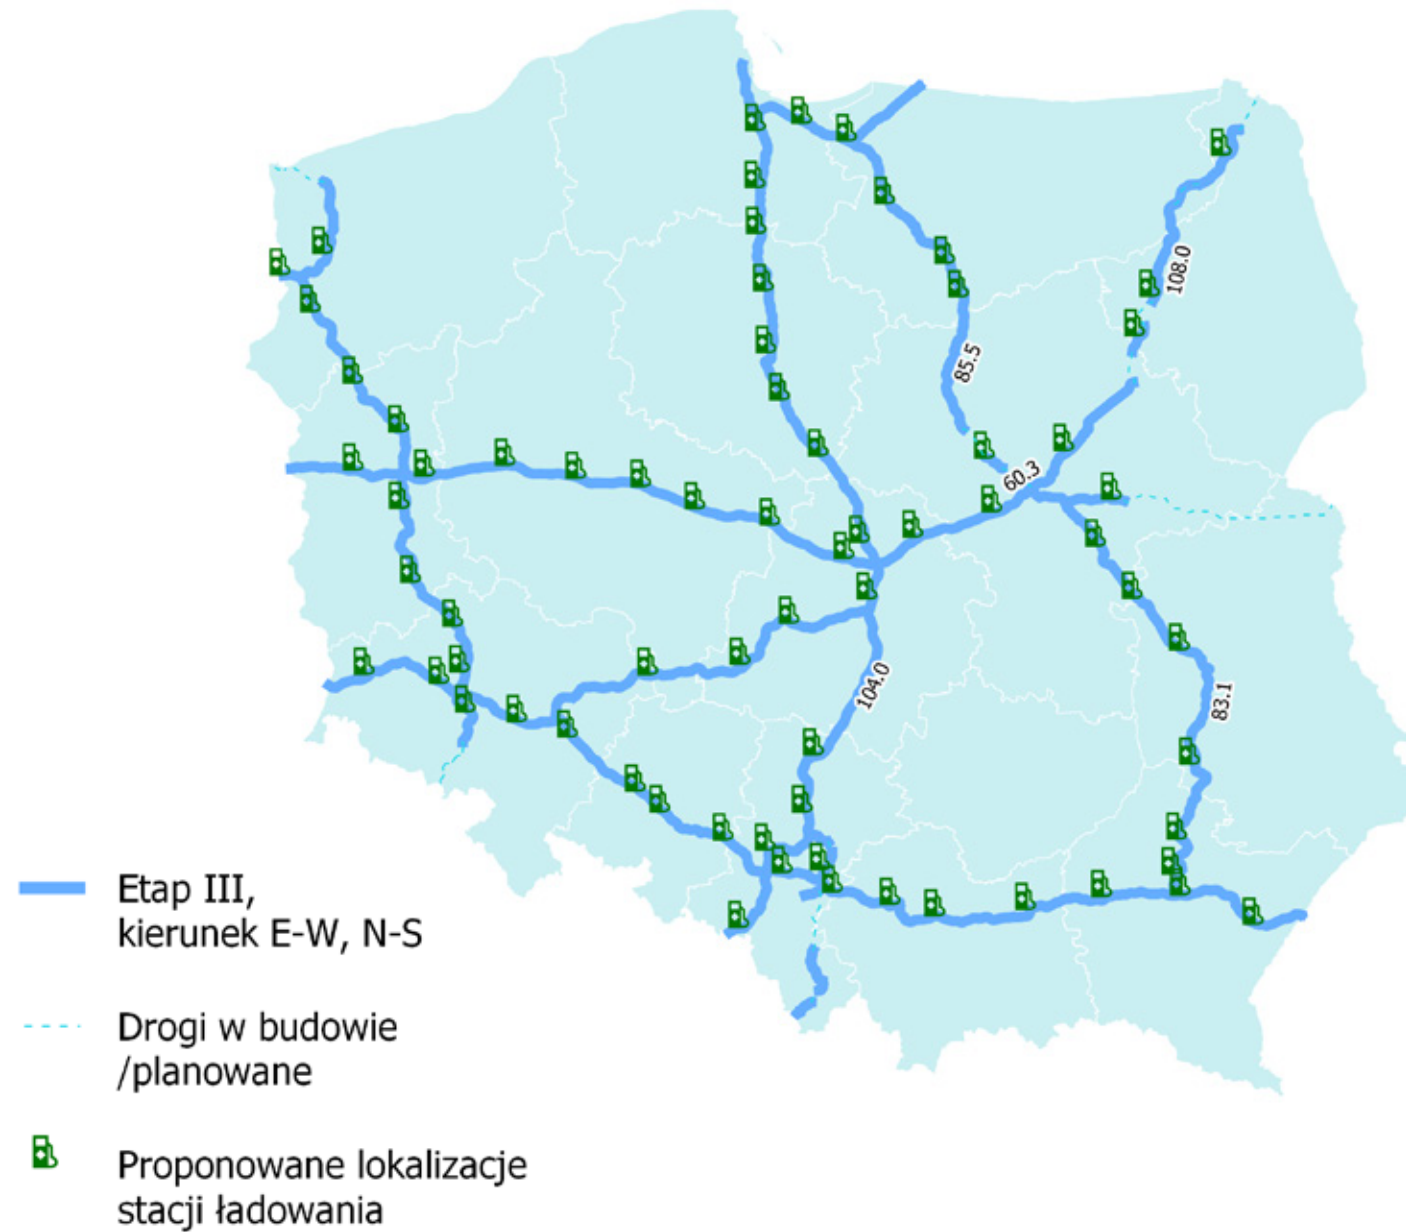 108.0
85.5
60.3
104.0
83.1
Etap III,
kierunek E-W, N-S
Drogi w budowie
/planowane
Proponowane lokalizacje
stacji ładowania